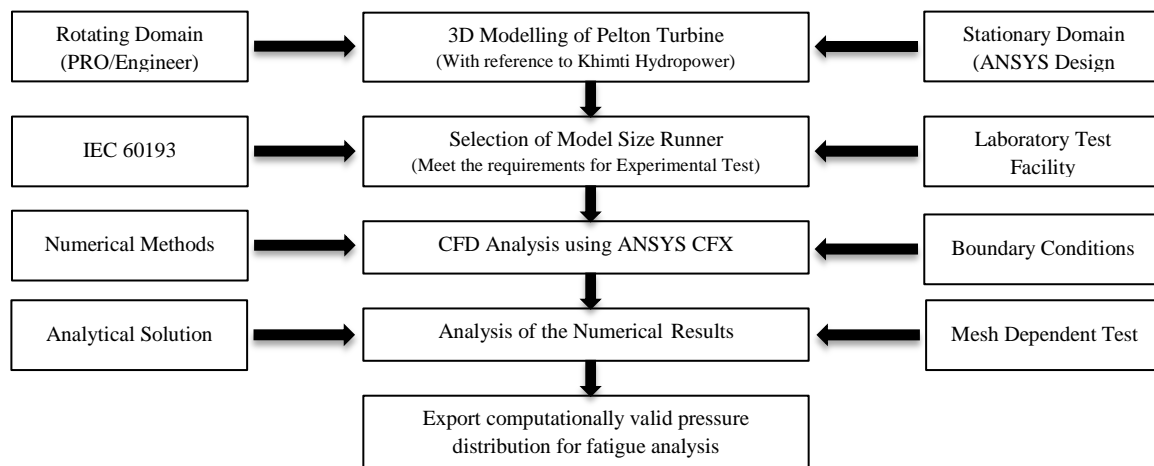 Rotating Domain
(PRO/Engineer)
3D Modelling of Pelton Turbine
(With reference to Khimti Hydropower)
Stationary Domain
(ANSYS Design
IEC 60193
Selection of Model Size Runner
(Meet the requirements for Experimental Test)
Laboratory Test
Facility
Numerical Methods
CFD Analysis using ANSYS CFX
Boundary Conditions
Analytical Solution
Analysis of the Numerical Results
Mesh Dependent Test
Export computationally valid pressure
distribution for fatigue analysis